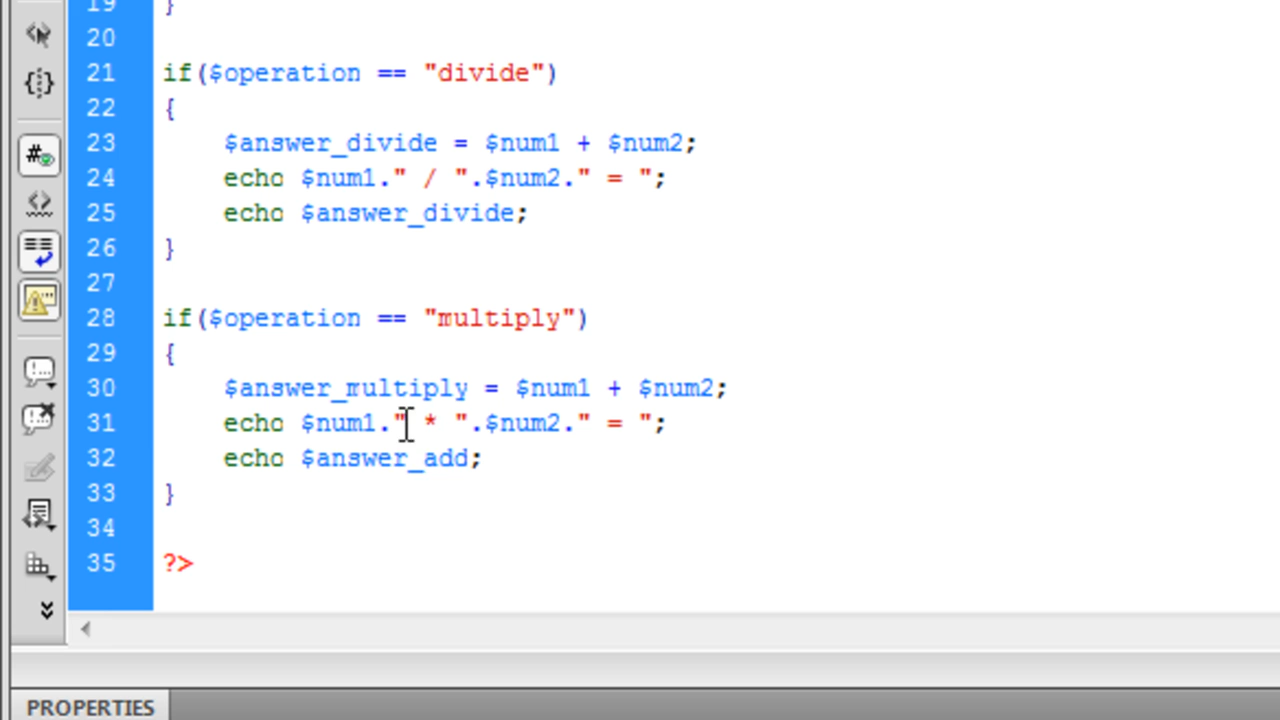 19 }
20
21 if($operation == "divide")
22 {
23 $answer_divide = $num1 + $num2;
24 echo $num1." / ".$num2." = ";
25 echo $answer_divide;
26 }
27
28 if($operation == "multiply")
29 {
30 $answer_multiply = $num1 + $num2;
31 echo $num1." * ".$num2." = ";
32 echo $answer_add;
33 }
34
35 ?>
PROPERTIES